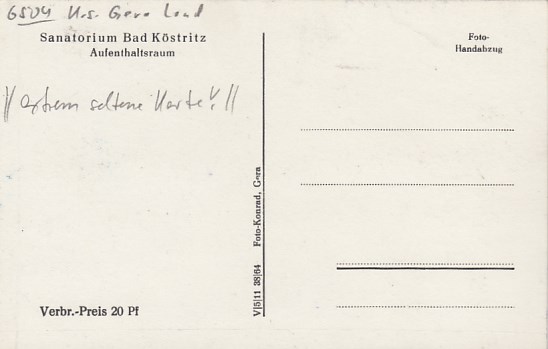 6504 Krs. Gera Land
Sanatorium Bad Köstritz
Aufenthaltsraum
Foto-
Handabzug
!! extrem seltene Karte !!
V|5|11 38|64 Foto-Konrad, Gera
Verbr.-Preis 20 Pf